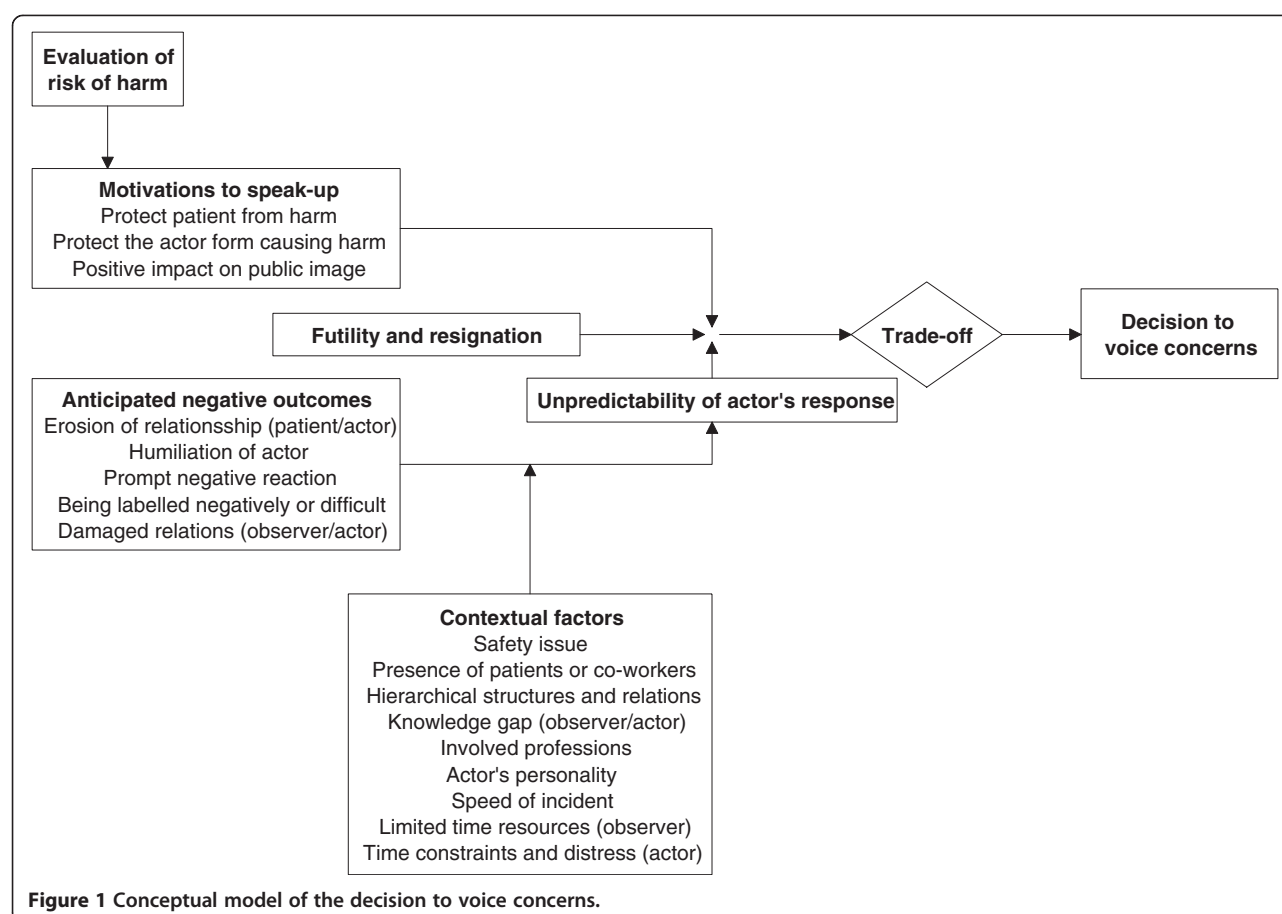 Evaluation of
risk of harm
Motivations to speak-up
Protect patient from harm
Protect the actor form causing harm
Positive impact on public image
Futility and resignation
Trade-off
Decision to
voice concerns
Anticipated negative outcomes
Erosion of relationsship (patient/actor)
Humiliation of actor
Prompt negative reaction
Being labelled negatively or difficult
Damaged relations (observer/actor)
Unpredictability of actor's response
Contextual factors
Safety issue
Presence of patients or co-workers
Hierarchical structures and relations
Knowledge gap (observer/actor)
Involved professions
Actor's personality
Speed of incident
Limited time resources (observer)
Time constraints and distress (actor)
Figure 1 Conceptual model of the decision to voice concerns.